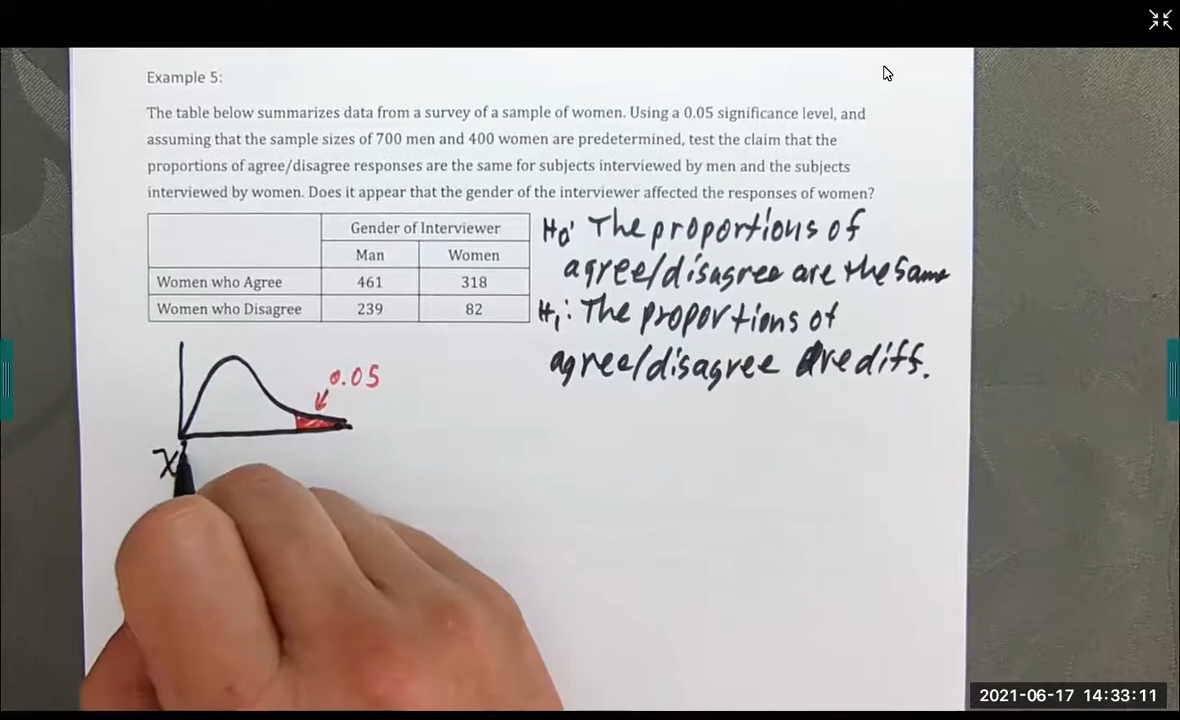 Example 5:
The table below summarizes data from a survey of a sample of women. Using a 0.05 significance level, and
assuming that the sample sizes of 700 men and 400 women are predetermined, test the claim that the
proportions of agree/disagree responses are the same for subjects interviewed by men and the subjects
interviewed by women. Does it appear that the gender of the interviewer affected the responses of women?
Gender of Interviewer
Man Women
Women who Agree 461 318
Women who Disagree 239 82
H0: The proportions of
agree/disagree are the same
H1: The proportions of
agree/disagree are diff.
0.05
X
2021-06-17 14:33:11